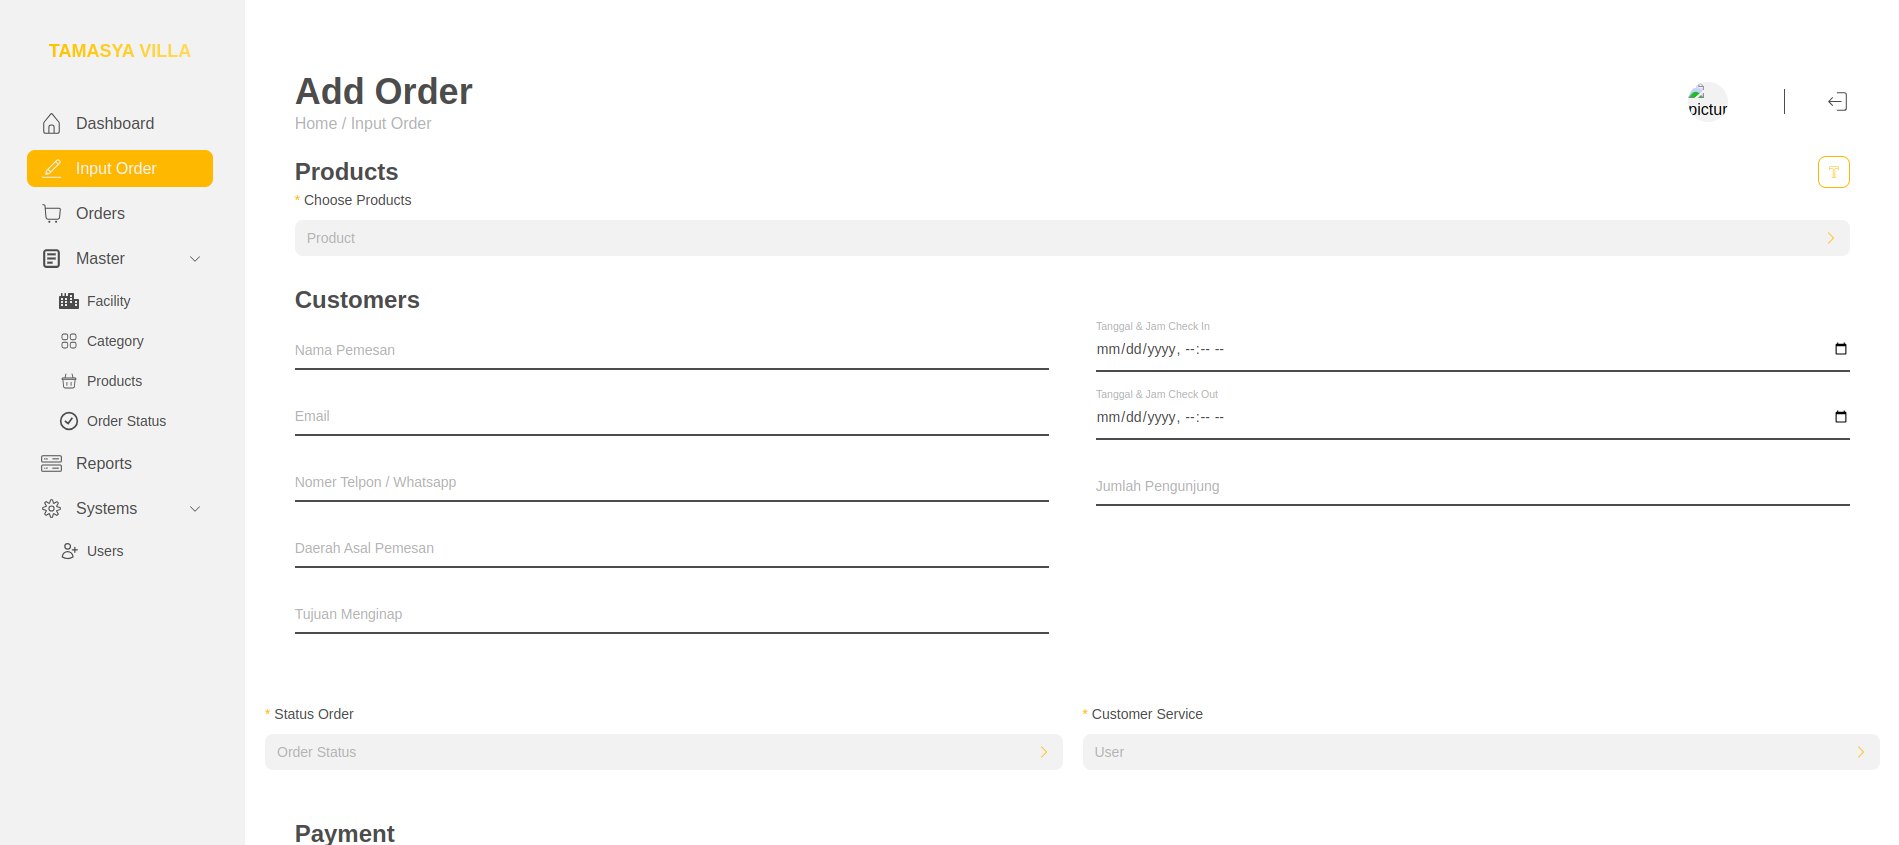 TAMASYA VILLA
Dashboard
Input Order
Orders
Master
Facility
Category
Products
Order Status
Reports
Systems
Users
Add Order
Home / Input Order
pictur
Products
* Choose Products
Product
Customers
Nama Pemesan
Email
Nomer Telpon / Whatsapp
Daerah Asal Pemesan
Tujuan Menginap
Tanggal & Jam Check In
mm/dd/yyyy, --:-- --
Tanggal & Jam Check Out
mm/dd/yyyy, --:-- --
Jumlah Pengunjung
* Status Order
Order Status
* Customer Service
User
Payment